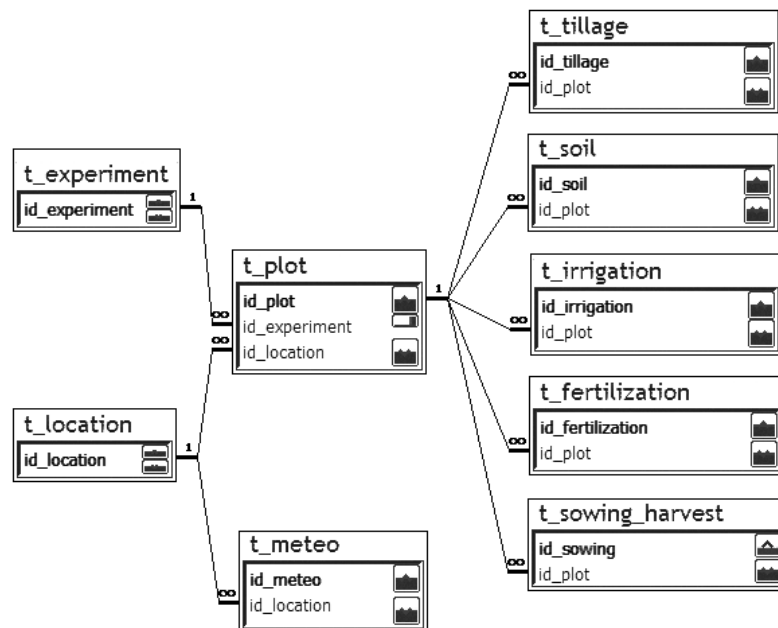 t_experiment
id_experiment
1
t_location
id_location
1
t_plot
id_plot
id_experiment
id_location
∞
∞
1
t_meteo
id_meteo
id_location
∞
t_tillage
id_tillage
id_plot
∞
t_soil
id_soil
id_plot
∞
t_irrigation
id_irrigation
id_plot
∞
t_fertilization
id_fertilization
id_plot
∞
t_sowing_harvest
id_sowing
id_plot
∞